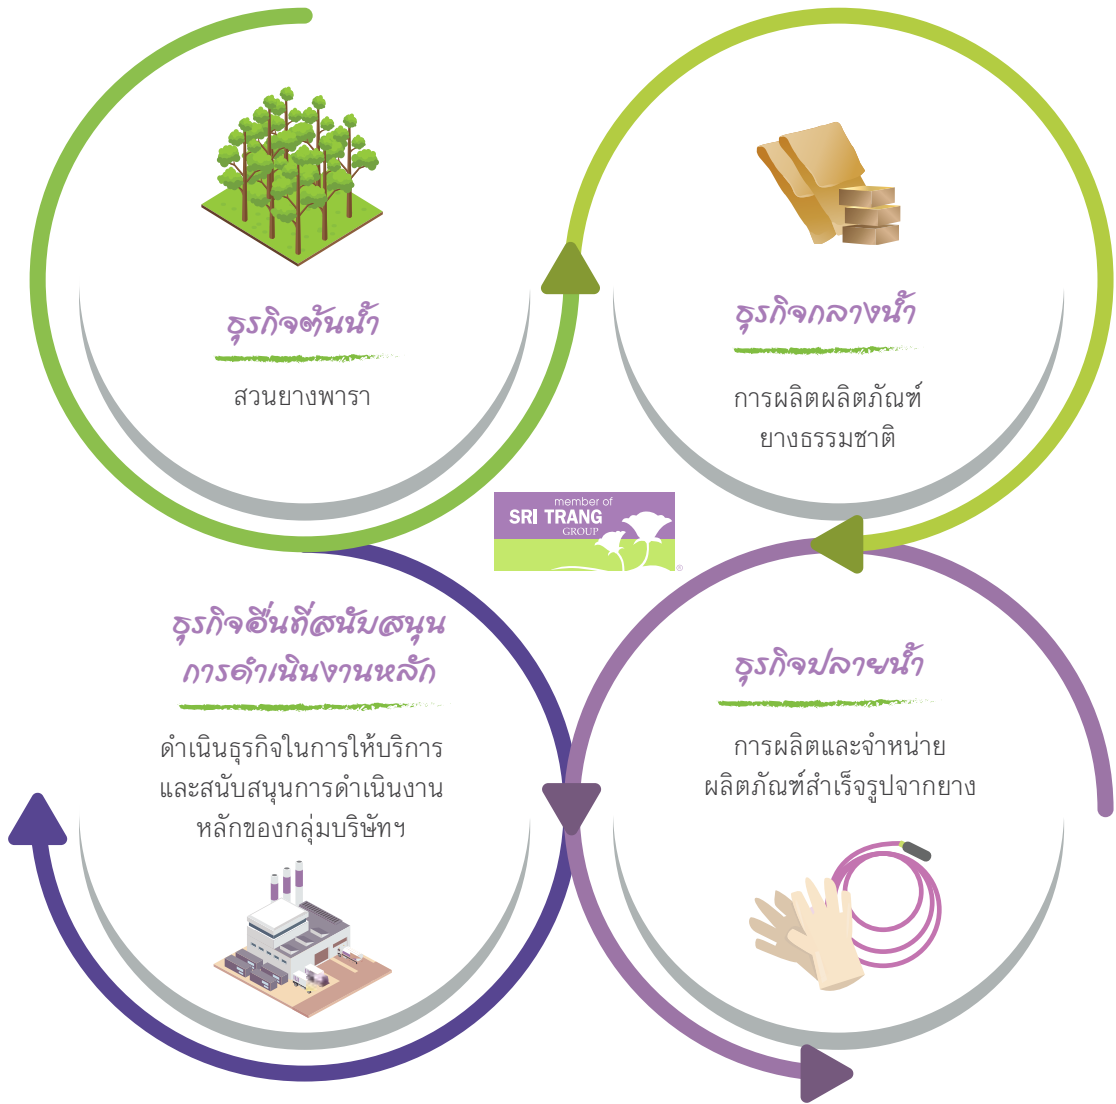 ธุรกิจต้นน้ำ
สวนยางพารา
ธุรกิจกลางน้ำ
การผลิตผลิตภัณฑ์
ยางธรรมชาติ
member of
SRI TRANG
GROUP
®
ธุรกิจอื่นที่สนับสนุน
การดำเนินงานหลัก
ดำเนินธุรกิจในการให้บริการ
และสนับสนุนการดำเนินงาน
หลักของกลุ่มบริษัทฯ
ธุรกิจปลายน้ำ
การผลิตและจำหน่าย
ผลิตภัณฑ์สำเร็จรูปจากยาง